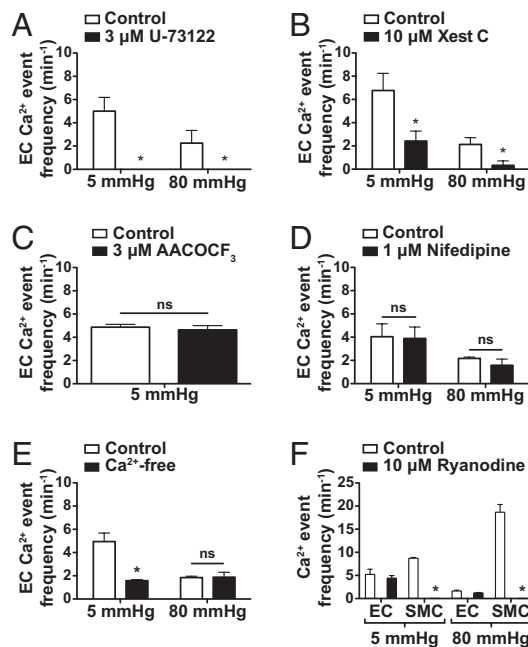 A
Control
3 µM U-73122
EC Ca²⁺ event
frequency (min⁻¹)
10
8
6
4
2
0
*
*
5 mmHg
80 mmHg
B
Control
10 µM Xest C
EC Ca²⁺ event
frequency (min⁻¹)
10
8
6
4
2
0
*
*
5 mmHg
80 mmHg
C
Control
3 µM AACOCF₃
EC Ca²⁺ event
frequency (min⁻¹)
10
8
6
4
2
0
ns
5 mmHg
D
Control
1 µM Nifedipine
EC Ca²⁺ event
frequency (min⁻¹)
10
8
6
4
2
0
ns
ns
5 mmHg
80 mmHg
E
Control
Ca²⁺-free
EC Ca²⁺ event
frequency (min⁻¹)
10
8
6
4
2
0
*
ns
5 mmHg
80 mmHg
F
Control
10 µM Ryanodine
Ca²⁺ event
frequency (min⁻¹)
25
20
15
10
5
0
*
*
EC SMC EC SMC
5 mmHg 80 mmHg